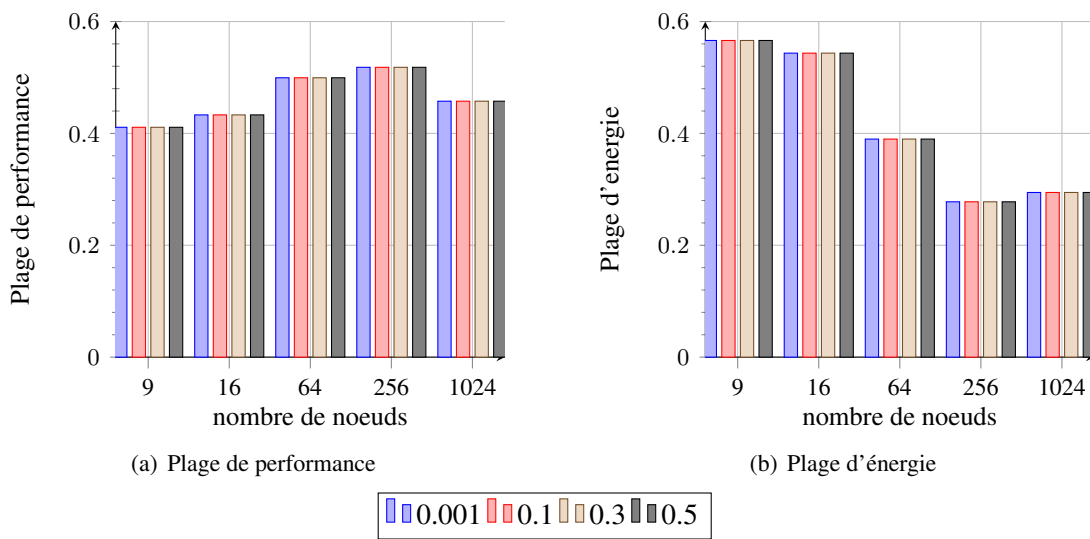 0.6
0.4
0.2
0
Plage de performance
9 16 64 256 1024
nombre de noeuds
(a) Plage de performance
0.6
0.4
0.2
0
Plage d'energie
9 16 64 256 1024
nombre de noeuds
(b) Plage d'énergie
0.001 0.1 0.3 0.5